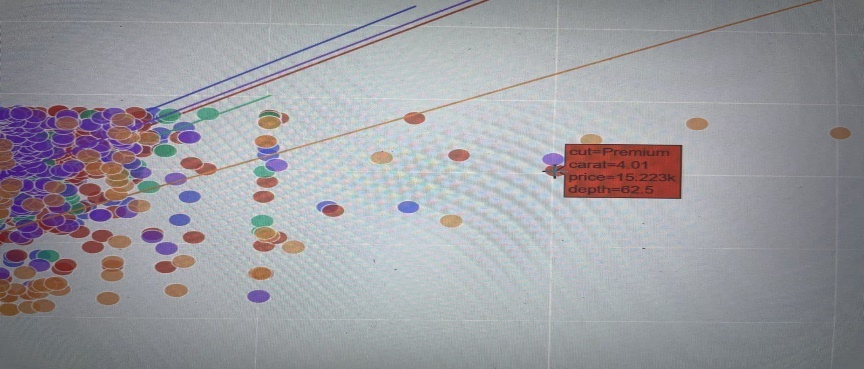 cut=Premium
carat=4.01
price=15.223k
depth=62.5